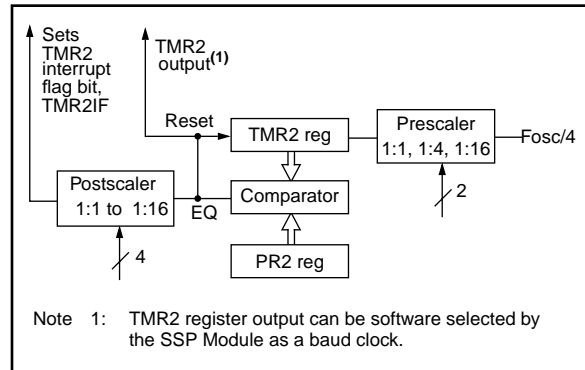 Sets
TMR2
interrupt
flag bit,
TMR2IF
TMR2
output(1)
Reset
TMR2 reg
Prescaler
1:1, 1:4, 1:16
Fosc/4
2
Postscaler
1:1 to 1:16
EQ
Comparator
4
PR2 reg
Note 1: TMR2 register output can be software selected by
the SSP Module as a baud clock.